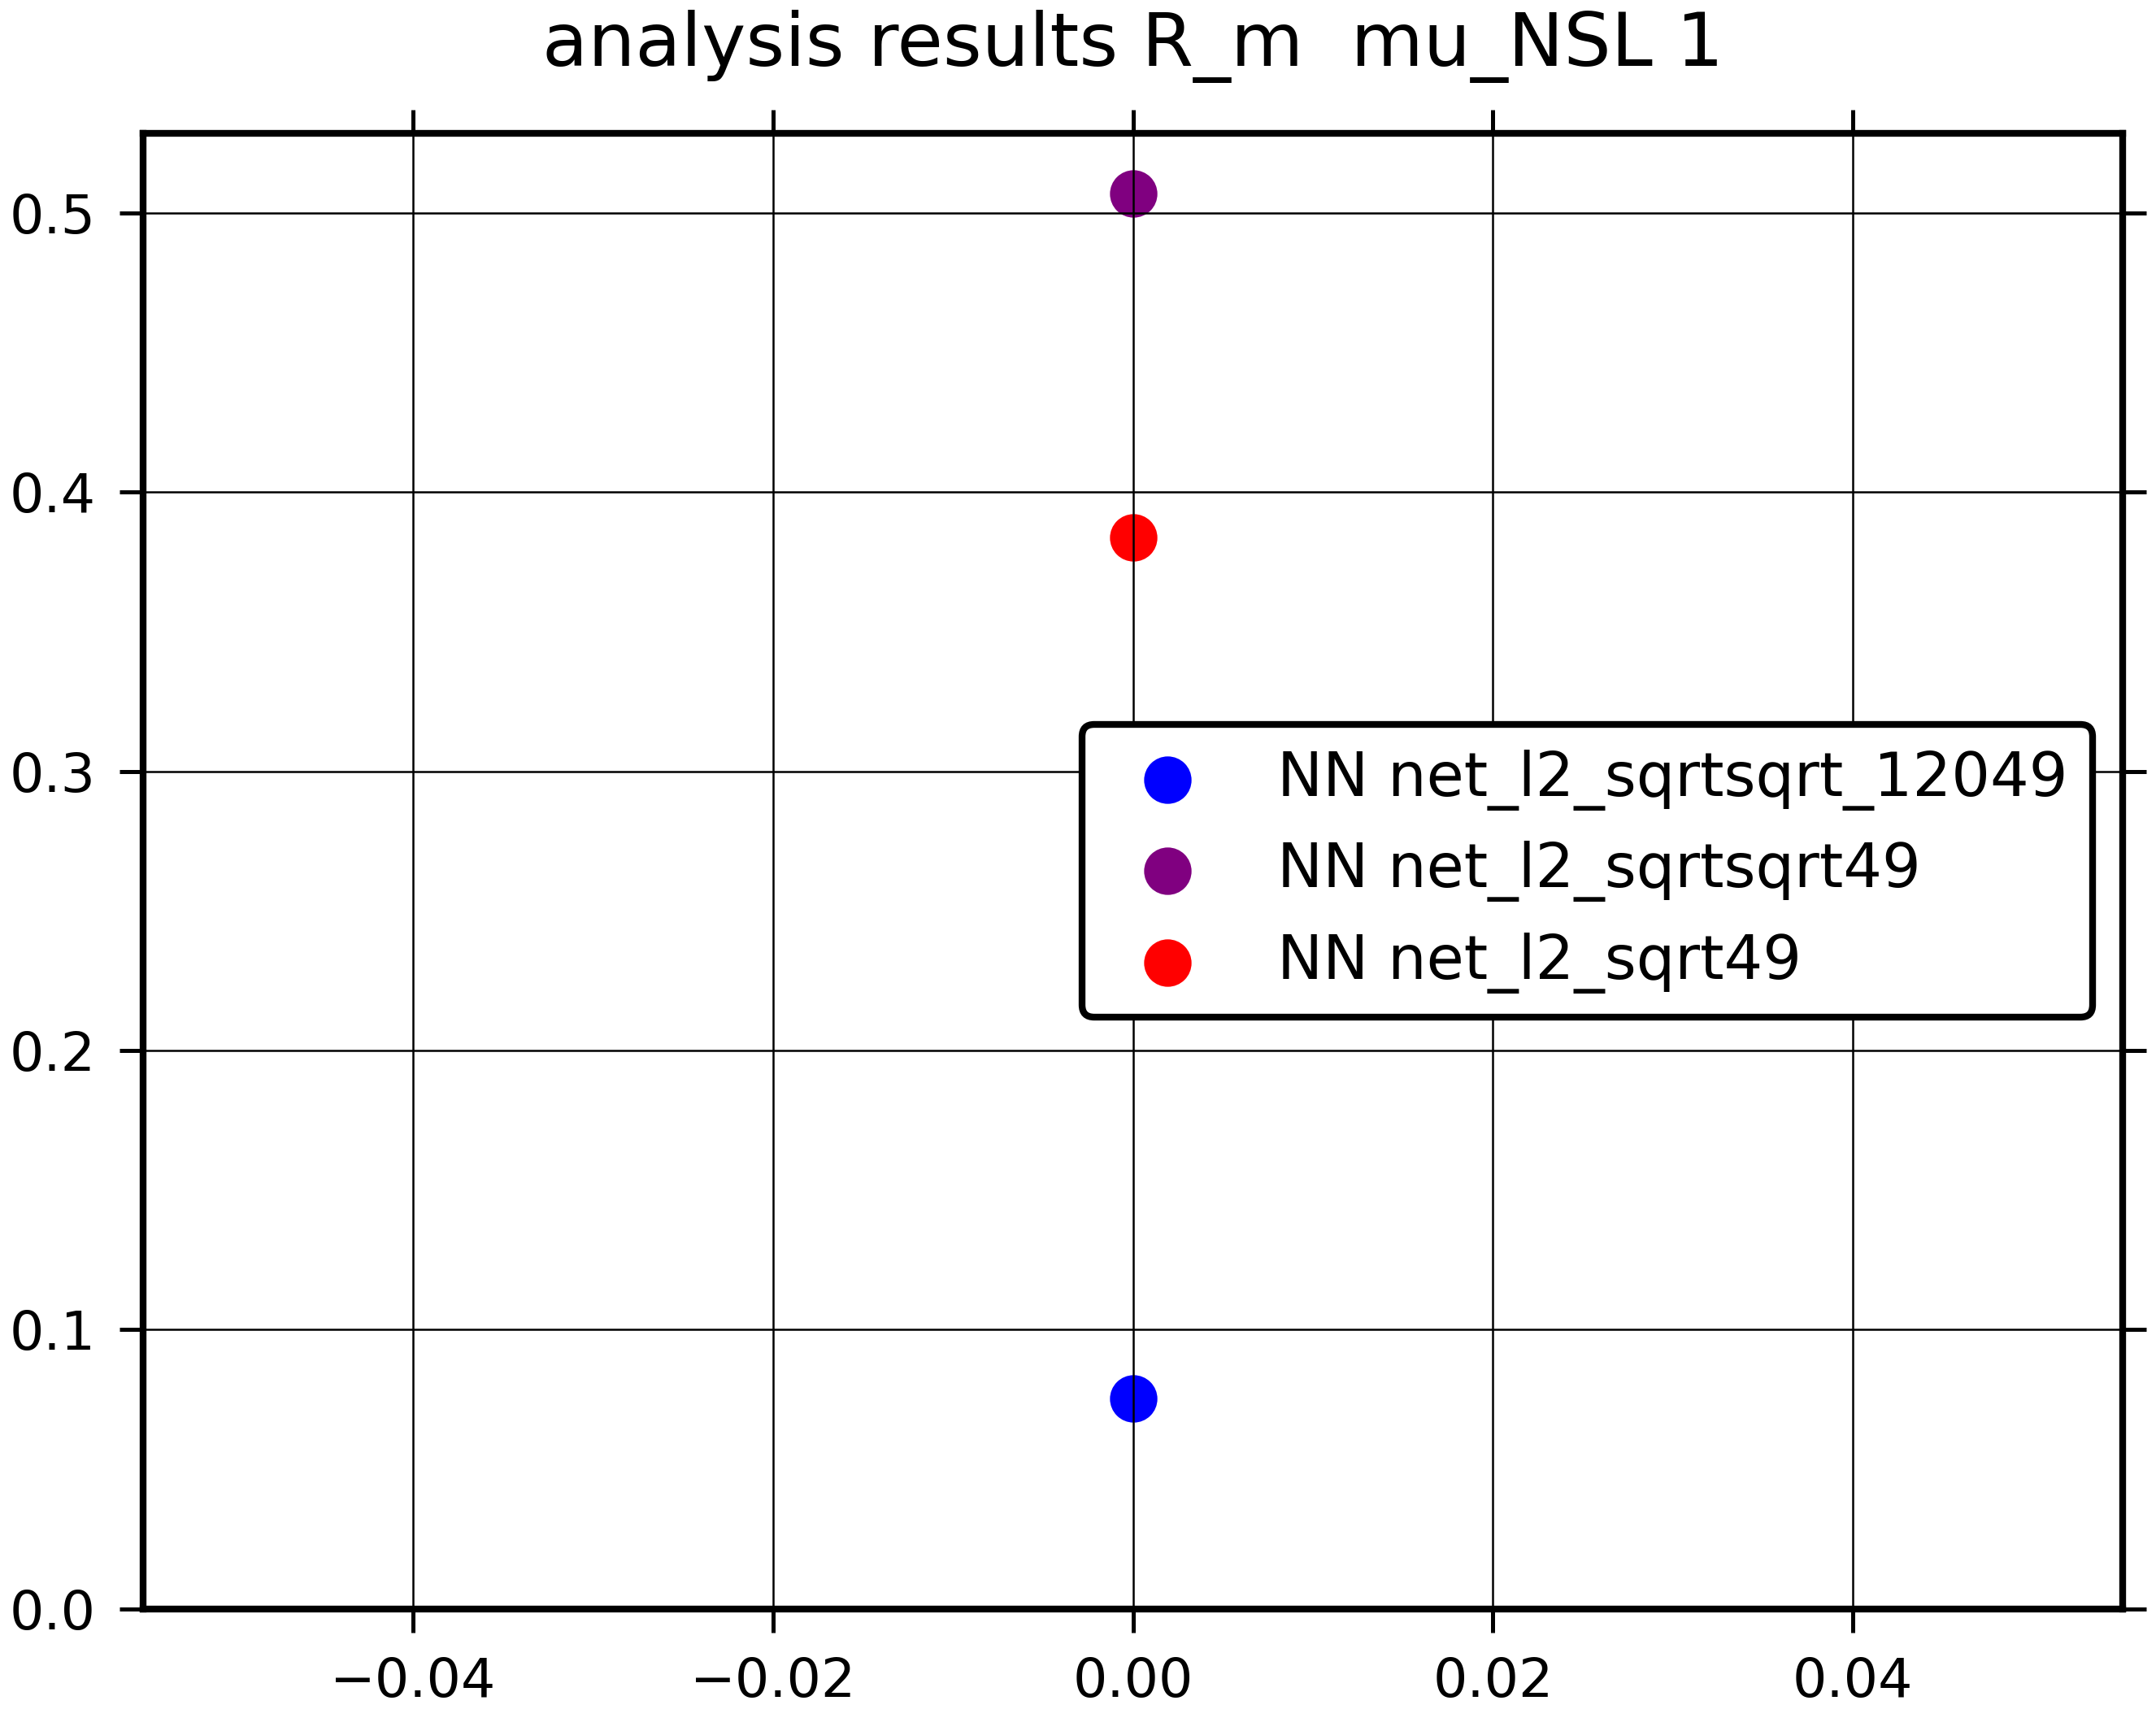 analysis results R_m  mu_NSL 1
0.5
0.4
0.3
0.2
0.1
0.0
NN net_l2_sqrtsqrt_12049
NN net_l2_sqrtsqrt49
NN net_l2_sqrt49
−0.04 −0.02 0.00 0.02 0.04